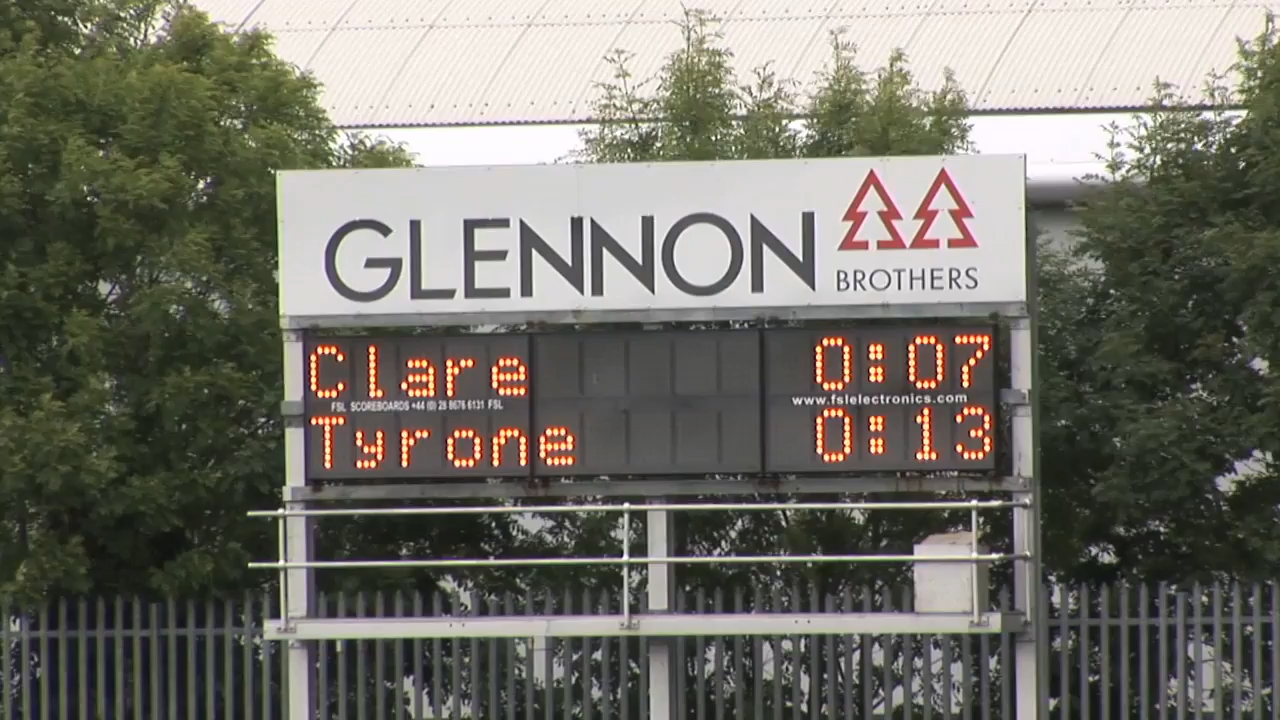 GLENNON
BROTHERS
Clare 0:07
FSL SCOREBOARDS +44 (0) 28 8676 6131 FSL
www.fslelectronics.com
Tyrone 0:13